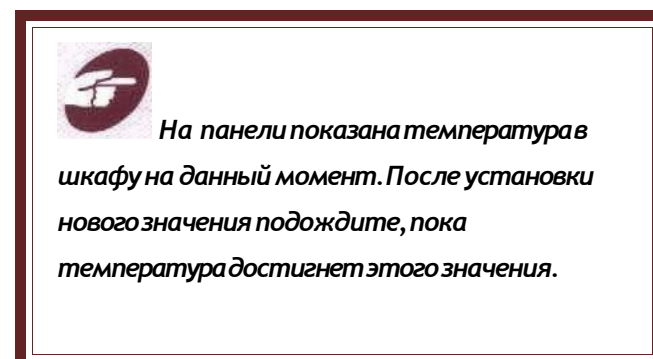 На панели показана температура в
шкафу на данный момент. После установки
нового значения подождите, пока
температура достигнет этого значения.